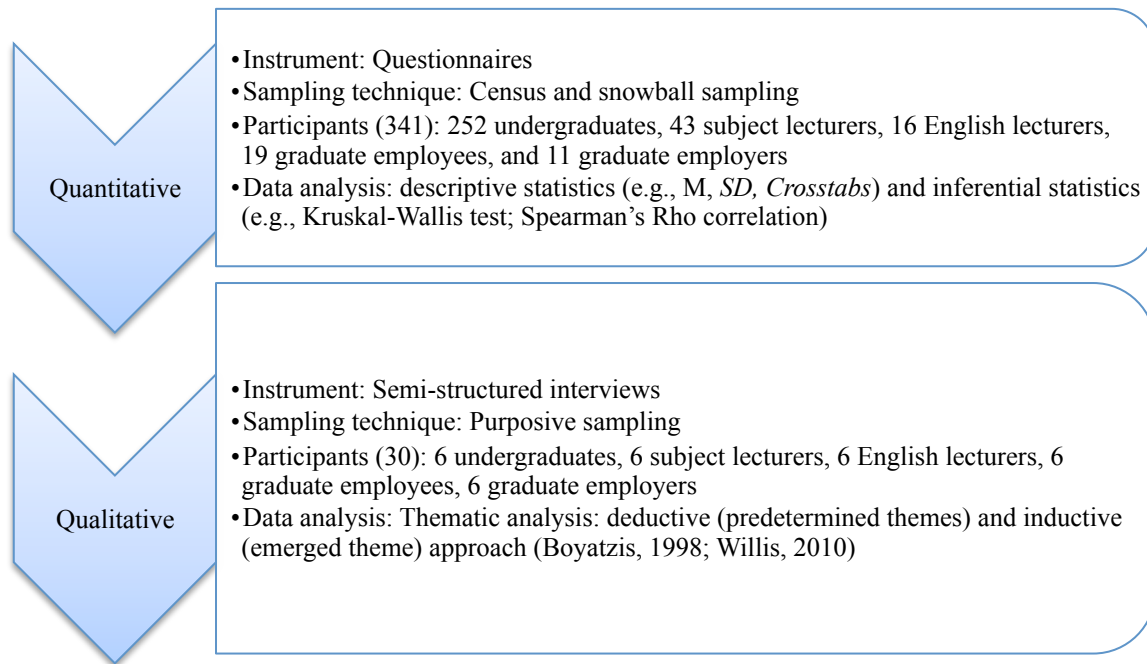 Quantitative
•Instrument: Questionnaires
•Sampling technique: Census and snowball sampling
•Participants (341): 252 undergraduates, 43 subject lecturers, 16 English lecturers,
19 graduate employees, and 11 graduate employers
•Data analysis: descriptive statistics (e.g., M, SD, Crosstabs) and inferential statistics
(e.g., Kruskal-Wallis test; Spearman’s Rho correlation)
Qualitative
•Instrument: Semi-structured interviews
•Sampling technique: Purposive sampling
•Participants (30): 6 undergraduates, 6 subject lecturers, 6 English lecturers, 6
graduate employees, 6 graduate employers
•Data analysis: Thematic analysis: deductive (predetermined themes) and inductive
(emerged theme) approach (Boyatzis, 1998; Willis, 2010)